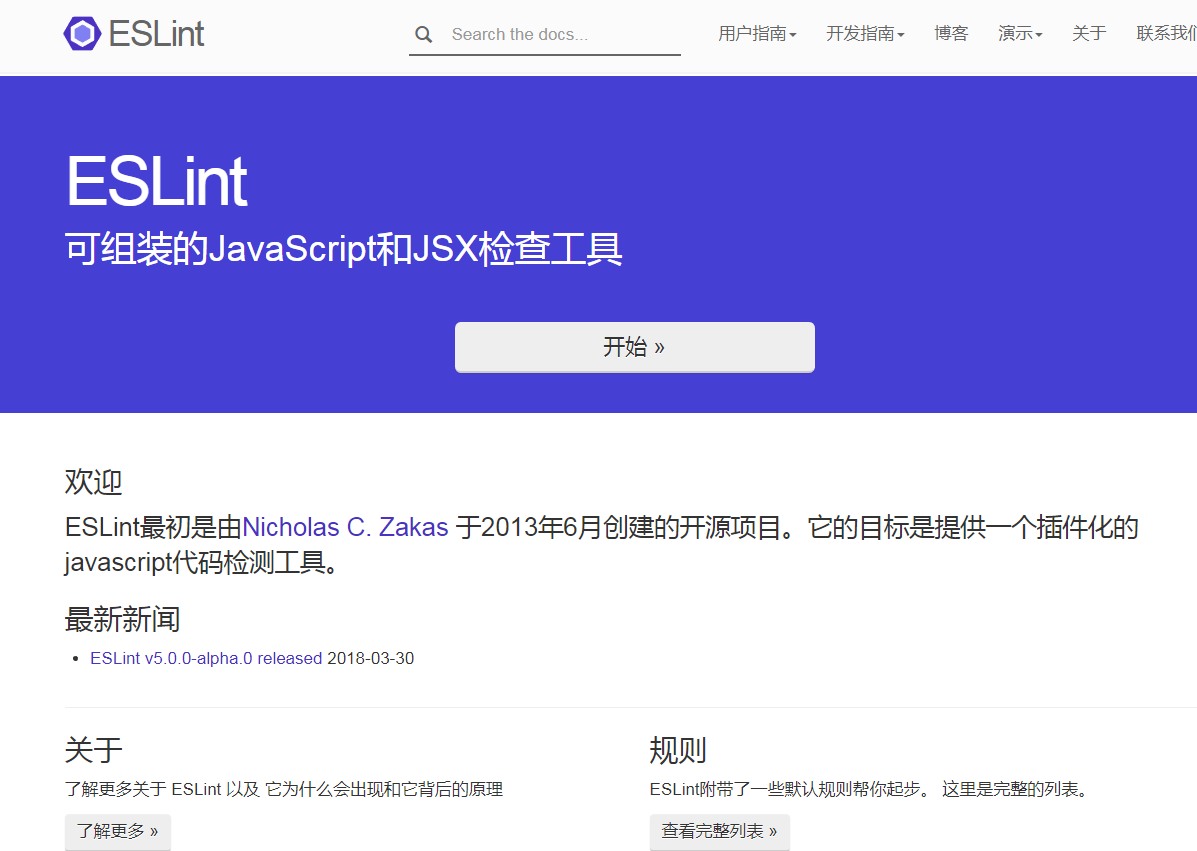 ESLint
Search the docs...
用户指南
开发指南
博客
演示
关于
联系我们
ESLint
可组装的JavaScript和JSX检查工具
开始 »
欢迎
ESLint最初是由Nicholas C. Zakas 于2013年6月创建的开源项目。它的目标是提供一个插件化的
javascript代码检测工具。
最新新闻
ESLint v5.0.0-alpha.0 released 2018-03-30
关于
了解更多关于 ESLint 以及 它为什么会出现和它背后的原理
了解更多 »
规则
ESLint附带了一些默认规则帮你起步。 这里是完整的列表。
查看完整列表 »